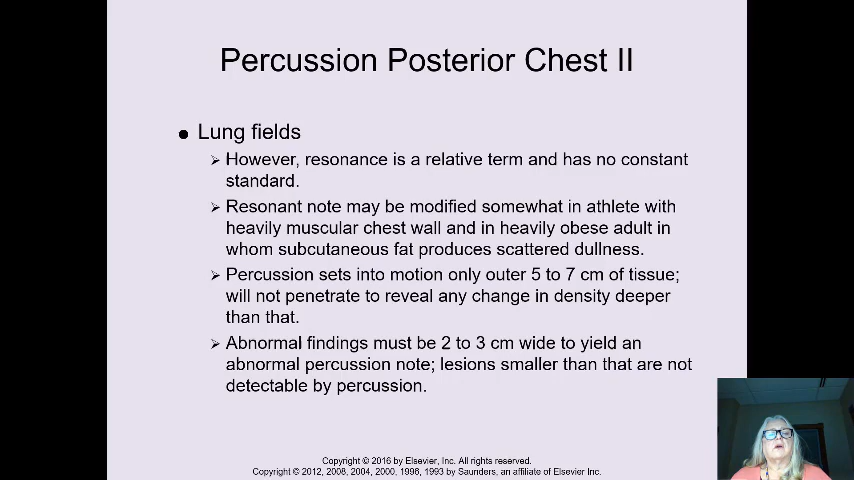 Percussion Posterior Chest II
● Lung fields
➢ However, resonance is a relative term and has no constant
standard.
➢ Resonant note may be modified somewhat in athlete with
heavily muscular chest wall and in heavily obese adult in
whom subcutaneous fat produces scattered dullness.
➢ Percussion sets into motion only outer 5 to 7 cm of tissue;
will not penetrate to reveal any change in density deeper
than that.
➢ Abnormal findings must be 2 to 3 cm wide to yield an
abnormal percussion note; lesions smaller than that are not
detectable by percussion.
Copyright © 2016 by Elsevier, Inc. All rights reserved.
Copyright © 2012, 2008, 2004, 2000, 1996, 1993 by Saunders, an affiliate of Elsevier Inc.